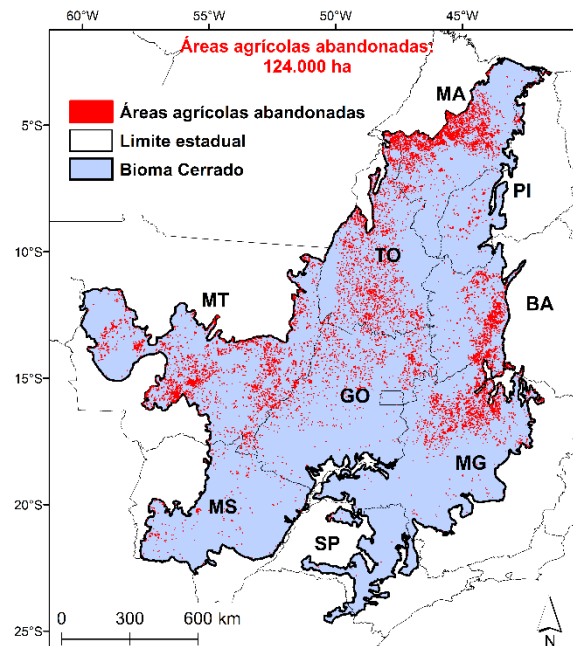 60°W 55°W 50°W 45°W
Áreas agrícolas abandonadas:
124.000 ha
Áreas agrícolas abandonadas
Limite estadual
Bioma Cerrado
MA
5°S
PI
10°S
TO
MT
BA
15°S
GO
MG
20°S
MS
SP
0 300 600 km
25°S
N